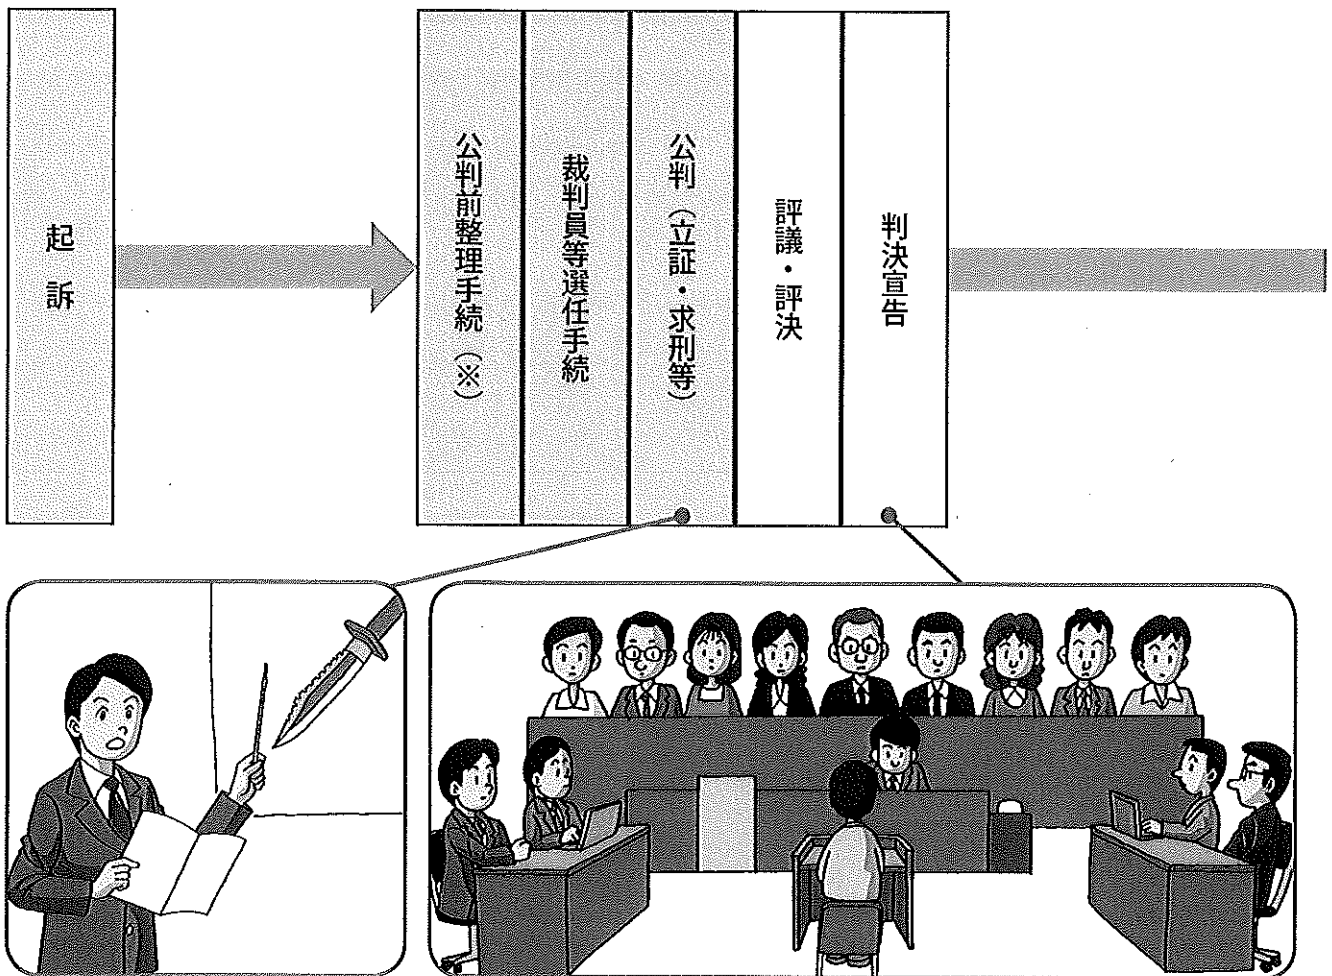 起訴
公判前整理手続（※）
裁判員等選任手続
公判（立証・求刑等）
評議・評決
判決宣告